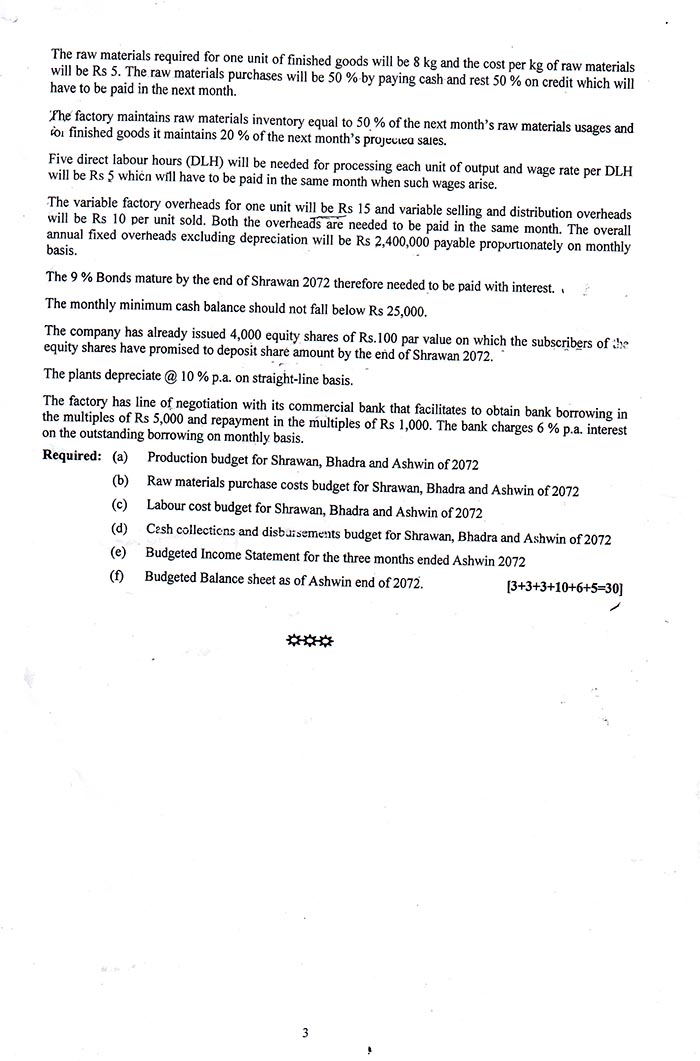 The raw materials required for one unit of finished goods will be 8 kg and the cost per kg of raw materials
will be Rs 5. The raw materials purchases will be 50 % by paying cash and rest 50 % on credit which will
have to be paid in the next month.
The factory maintains raw materials inventory equal to 50 % of the next month's raw materials usages and
for finished goods it maintains 20 % of the next month's projected sales.
Five direct labour hours (DLH) will be needed for processing each unit of output and wage rate per DLH
will be Rs 5 which will have to be paid in the same month when such wages arise.
The variable factory overheads for one unit will be Rs 15 and variable selling and distribution overheads
will be Rs 10 per unit sold. Both the overheads are needed to be paid in the same month. The overall
annual fixed overheads excluding depreciation will be Rs 2,400,000 payable proportionately on monthly
basis.
The 9 % Bonds mature by the end of Shrawan 2072 therefore needed to be paid with interest.
The monthly minimum cash balance should not fall below Rs 25,000.
The company has already issued 4,000 equity shares of Rs.100 par value on which the subscribers of the
equity shares have promised to deposit share amount by the end of Shrawan 2072.
The plants depreciate @ 10 % p.a. on straight-line basis.
The factory has line of negotiation with its commercial bank that facilitates to obtain bank borrowing in
the multiples of Rs 5,000 and repayment in the multiples of Rs 1,000. The bank charges 6 % p.a. interest
on the outstanding borrowing on monthly basis.
Required: (a) Production budget for Shrawan, Bhadra and Ashwin of 2072
(b) Raw materials purchase costs budget for Shrawan, Bhadra and Ashwin of 2072
(c) Labour cost budget for Shrawan, Bhadra and Ashwin of 2072
(d) Cash collections and disbursements budget for Shrawan, Bhadra and Ashwin of 2072
(e) Budgeted Income Statement for the three months ended Ashwin 2072
(f) Budgeted Balance sheet as of Ashwin end of 2072. [3+3+3+10+6+5=30]
3